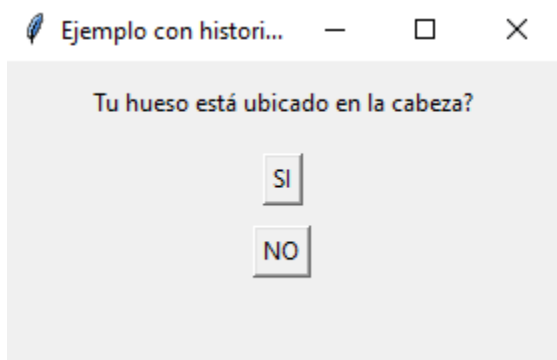 Ejemplo con histori...
Tu hueso está ubicado en la cabeza?
SI
NO